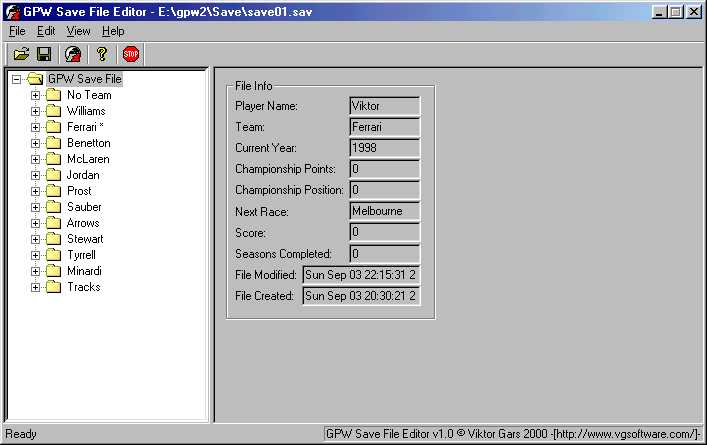 GPW Save File Editor - E:\gpw2\Save\save01.sav
File Edit View Help
STOP
GPW Save File
No Team
Williams
Ferrari *
Benetton
McLaren
Jordan
Prost
Sauber
Arrows
Stewart
Tyrrell
Minardi
Tracks
File Info
Player Name: Viktor
Team: Ferrari
Current Year: 1998
Championship Points: 0
Championship Position: 0
Next Race: Melbourne
Score: 0
Seasons Completed: 0
File Modified: Sun Sep 03 22:15:31 2
File Created: Sun Sep 03 20:30:21 2
Ready
GPW Save File Editor v1.0 © Viktor Gars 2000 -[http://www.vgsoftware.com/]-